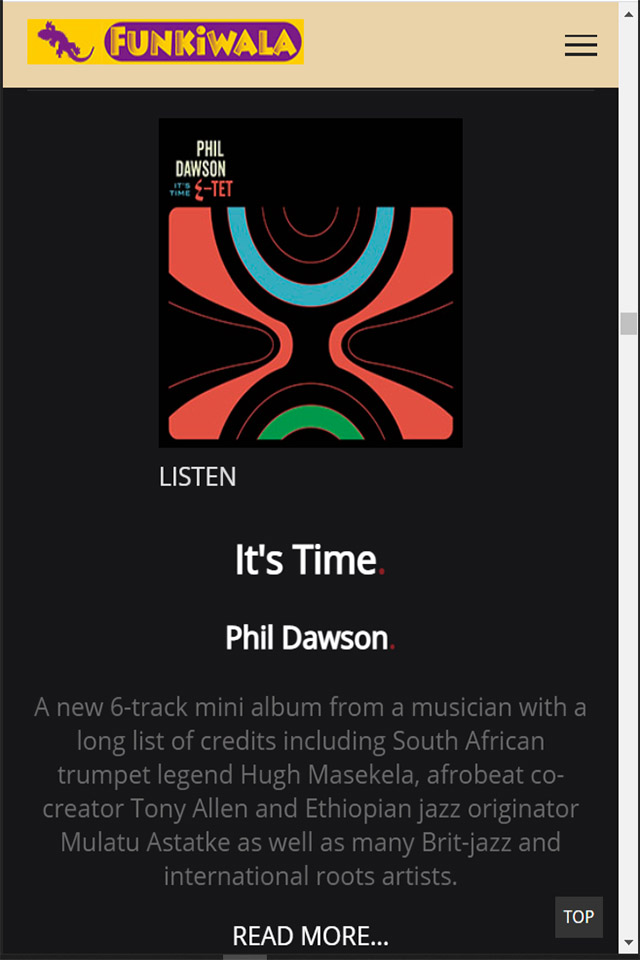 FUNKiWALA
PHIL
DAWSON
IT'S
TIME
-TET
LISTEN
It's Time.
Phil Dawson.
A new 6-track mini album from a musician with a
long list of credits including South African
trumpet legend Hugh Masekela, afrobeat co-
creator Tony Allen and Ethiopian jazz originator
Mulatu Astatke as well as many Brit-jazz and
international roots artists.
TOP
READ MORE...